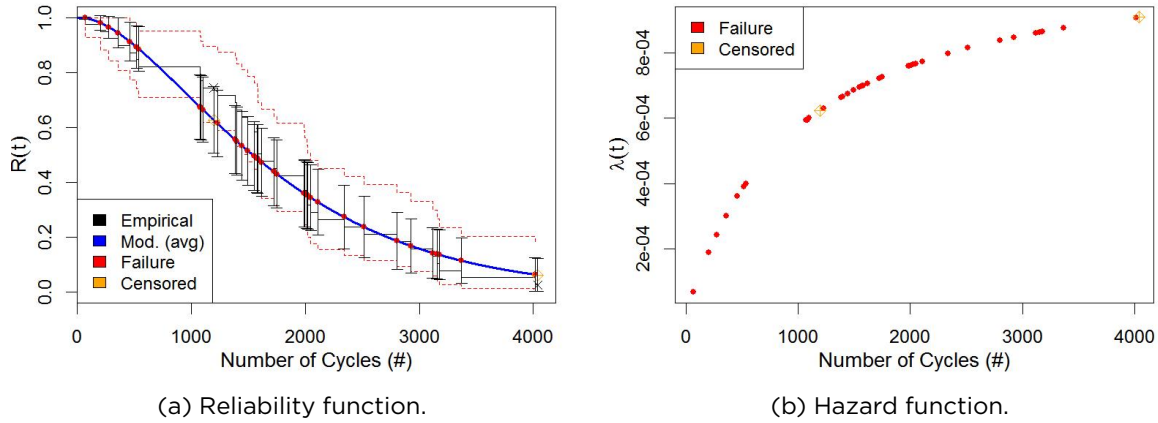 1.0
0.8
0.6
0.4
0.2
0.0
R(t)
Empirical
Mod. (avg)
Failure
Censored
0 1000 2000 3000 4000
Number of Cycles (#)
(a) Reliability function.
8e-04
6e-04
4e-04
2e-04
λ(t)
Failure
Censored
0 1000 2000 3000 4000
Number of Cycles (#)
(b) Hazard function.